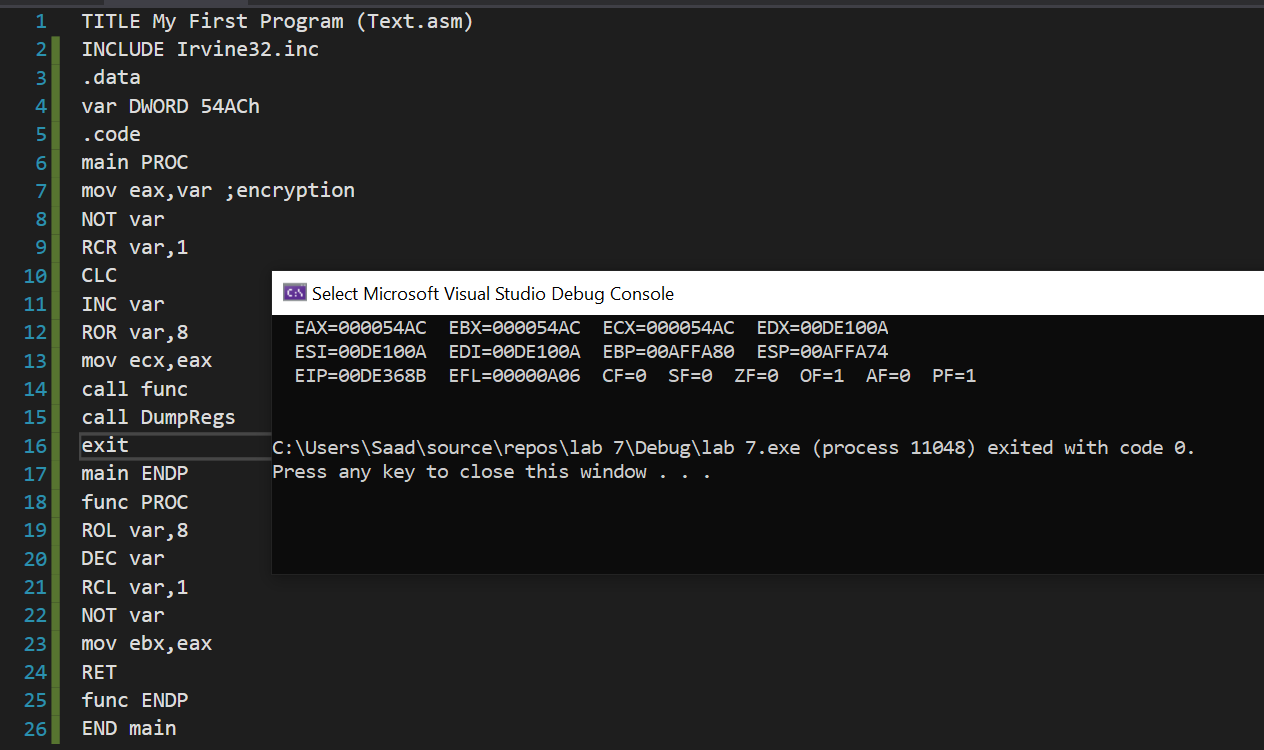 1 TITLE My First Program (Text.asm)
2 INCLUDE Irvine32.inc
3 .data
4 var DWORD 54ACh
5 .code
6 main PROC
7 mov eax,var ;encryption
8 NOT var
9 RCR var,1
10 CLC
11 INC var
12 ROR var,8
13 mov ecx,eax
14 call func
15 call DumpRegs
16 exit
17 main ENDP
18 func PROC
19 ROL var,8
20 DEC var
21 RCL var,1
22 NOT var
23 mov ebx,eax
24 RET
25 func ENDP
26 END main
C:\ Select Microsoft Visual Studio Debug Console
EAX=000054AC EBX=000054AC ECX=000054AC EDX=00DE100A
ESI=00DE100A EDI=00DE100A EBP=00AFFA80 ESP=00AFFA74
EIP=00DE368B EFL=00000A06 CF=0 SF=0 ZF=0 OF=1 AF=0 PF=1
C:\Users\Saad\source\repos\lab 7\Debug\lab 7.exe (process 11048) exited with code 0.
Press any key to close this window . . .